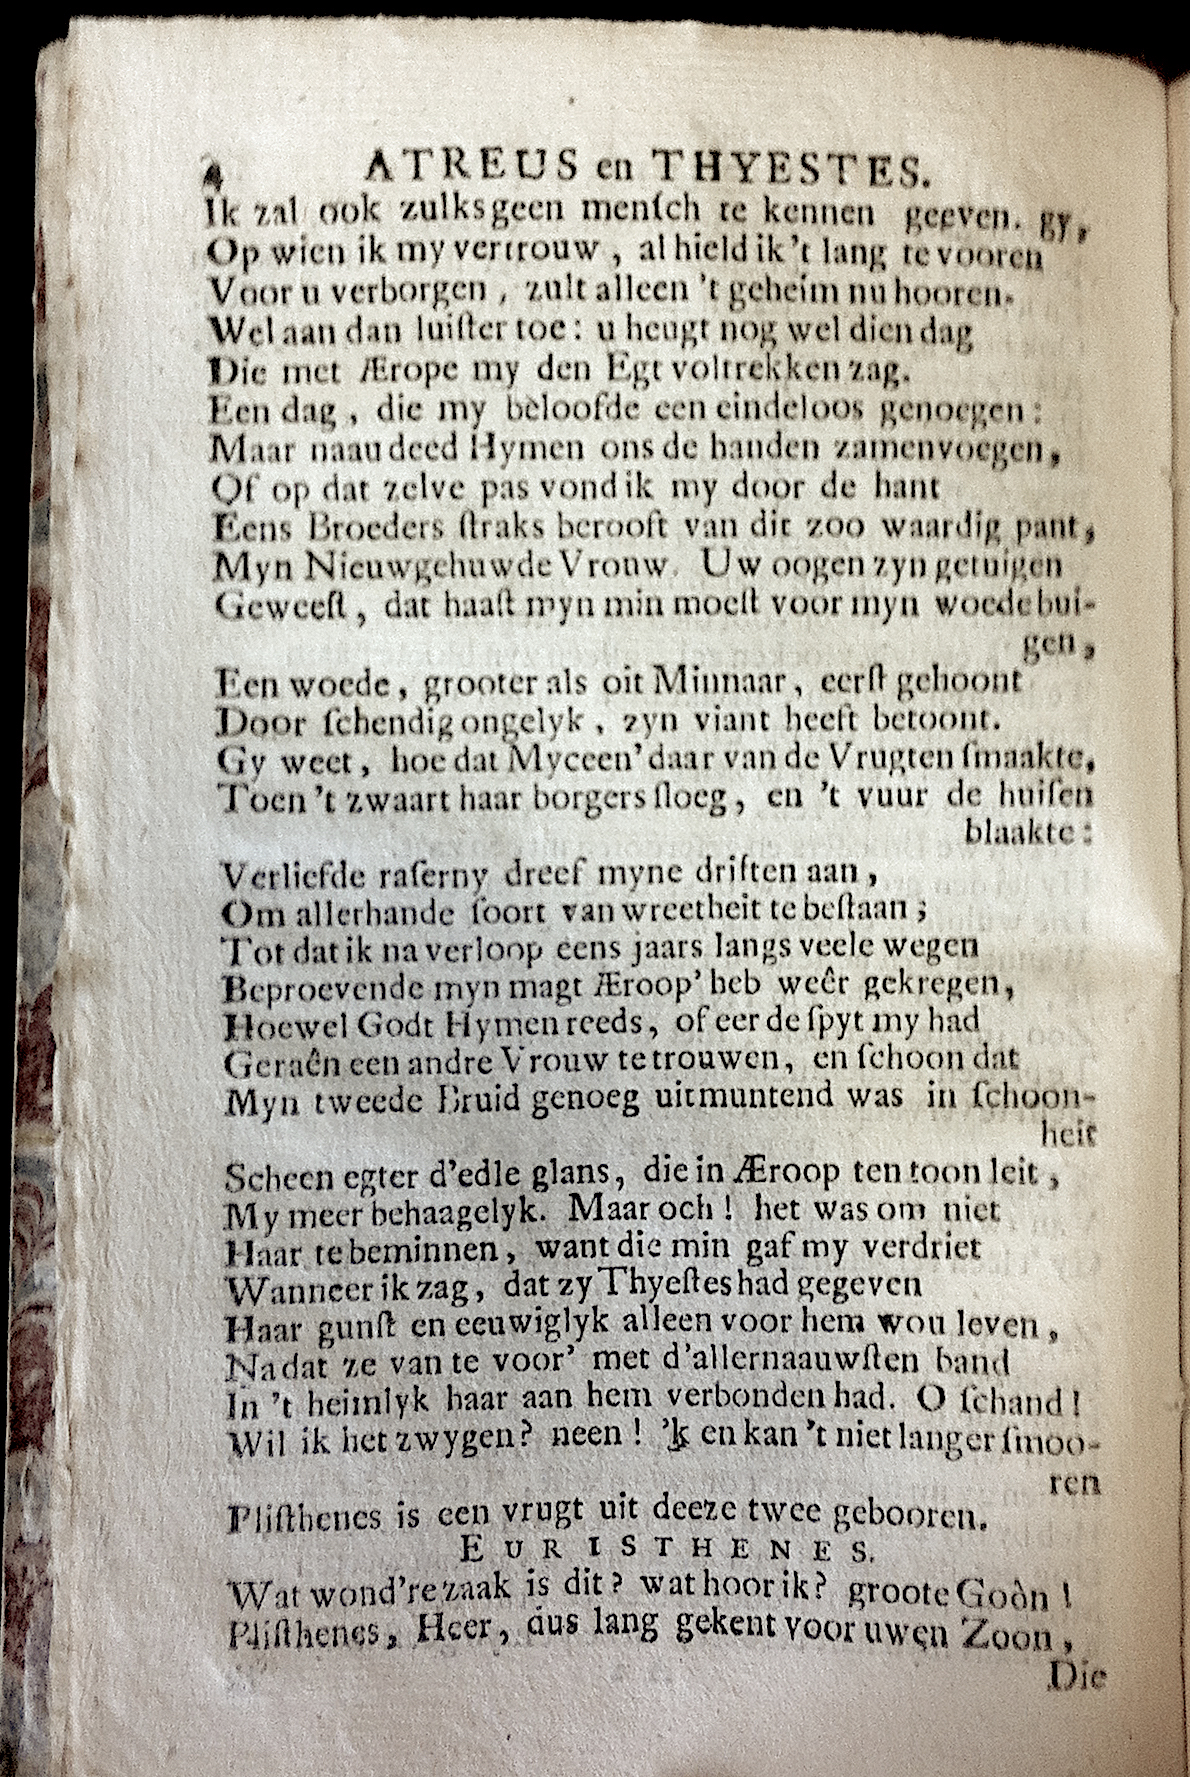 4 ATREUS en THYESTES.
Ik zal ook zulks geen menſch te kennen geeven. gy,
Op wien ik my vertrouw, al hield ik 't lang te vooren
Voor u verborgen, zult alleen 't geheim nu hooren.
Wel aan dan luiſter toe: u heugt nog wel dien dag
Die met Ærope my den Egt voltrekken zag.
Een dag, die my beloofde een eindeloos genoegen:
Maar naau deed Hymen ons de handen zamenvoegen,
Of op dat zelve pas vond ik my door de hant
Eens Broeders ſtraks berooft van dit zoo waardig pant,
Myn Nieuwgehuwde Vrouw. Uw oogen zyn getuigen
Geweeſt, dat haaſt myn min moeſt voor myn woede bui-
gen,
Een woede, grooter als oit Minnaar, eerſt gehoont
Door ſchendig ongelyk, zyn viant heeft betoont.
Gy weet, hoe dat Myceen' daar van de Vrugten ſmaakte,
Toen 't zwaart haar borgers ſloeg, en 't vuur de huiſen
blaakte:
Verliefde raſerny dreef myne driften aan,
Om allerhande ſoort van wreetheit te beſtaan;
Tot dat ik na verloop eens jaars langs veele wegen
Beproevende myn magt Æroop' heb weêr gekregen,
Hoewel Godt Hymen reeds, of eer de ſpyt my had
Geraên een andre Vrouw te trouwen, en ſchoon dat
Myn tweede Bruid genoeg uitmuntend was in ſchoon-
heit
Scheen egter d'edle glans, die in Æroop ten toon leit,
My meer behaagelyk. Maar och! het was om niet
Haar te beminnen, want die min gaf my verdriet
Wanneer ik zag, dat zy Thyeſtes had gegeven
Haar gunſt en eeuwiglyk alleen voor hem wou leven,
Na dat ze van te voor' met d'allernaauwſten band
In 't heimlyk haar aan hem verbonden had. O ſchand!
Wil ik het zwygen? neen! 'k en kan 't niet langer ſmoo-
ren
Pliſthenes is een vrugt uit deeze twee gebooren.
EURISTHENES.
Wat wond're zaak is dit? wat hoor ik? groote Goôn!
Pliſthenes, Heer, dus lang gekent voor uwen Zoon,
Die